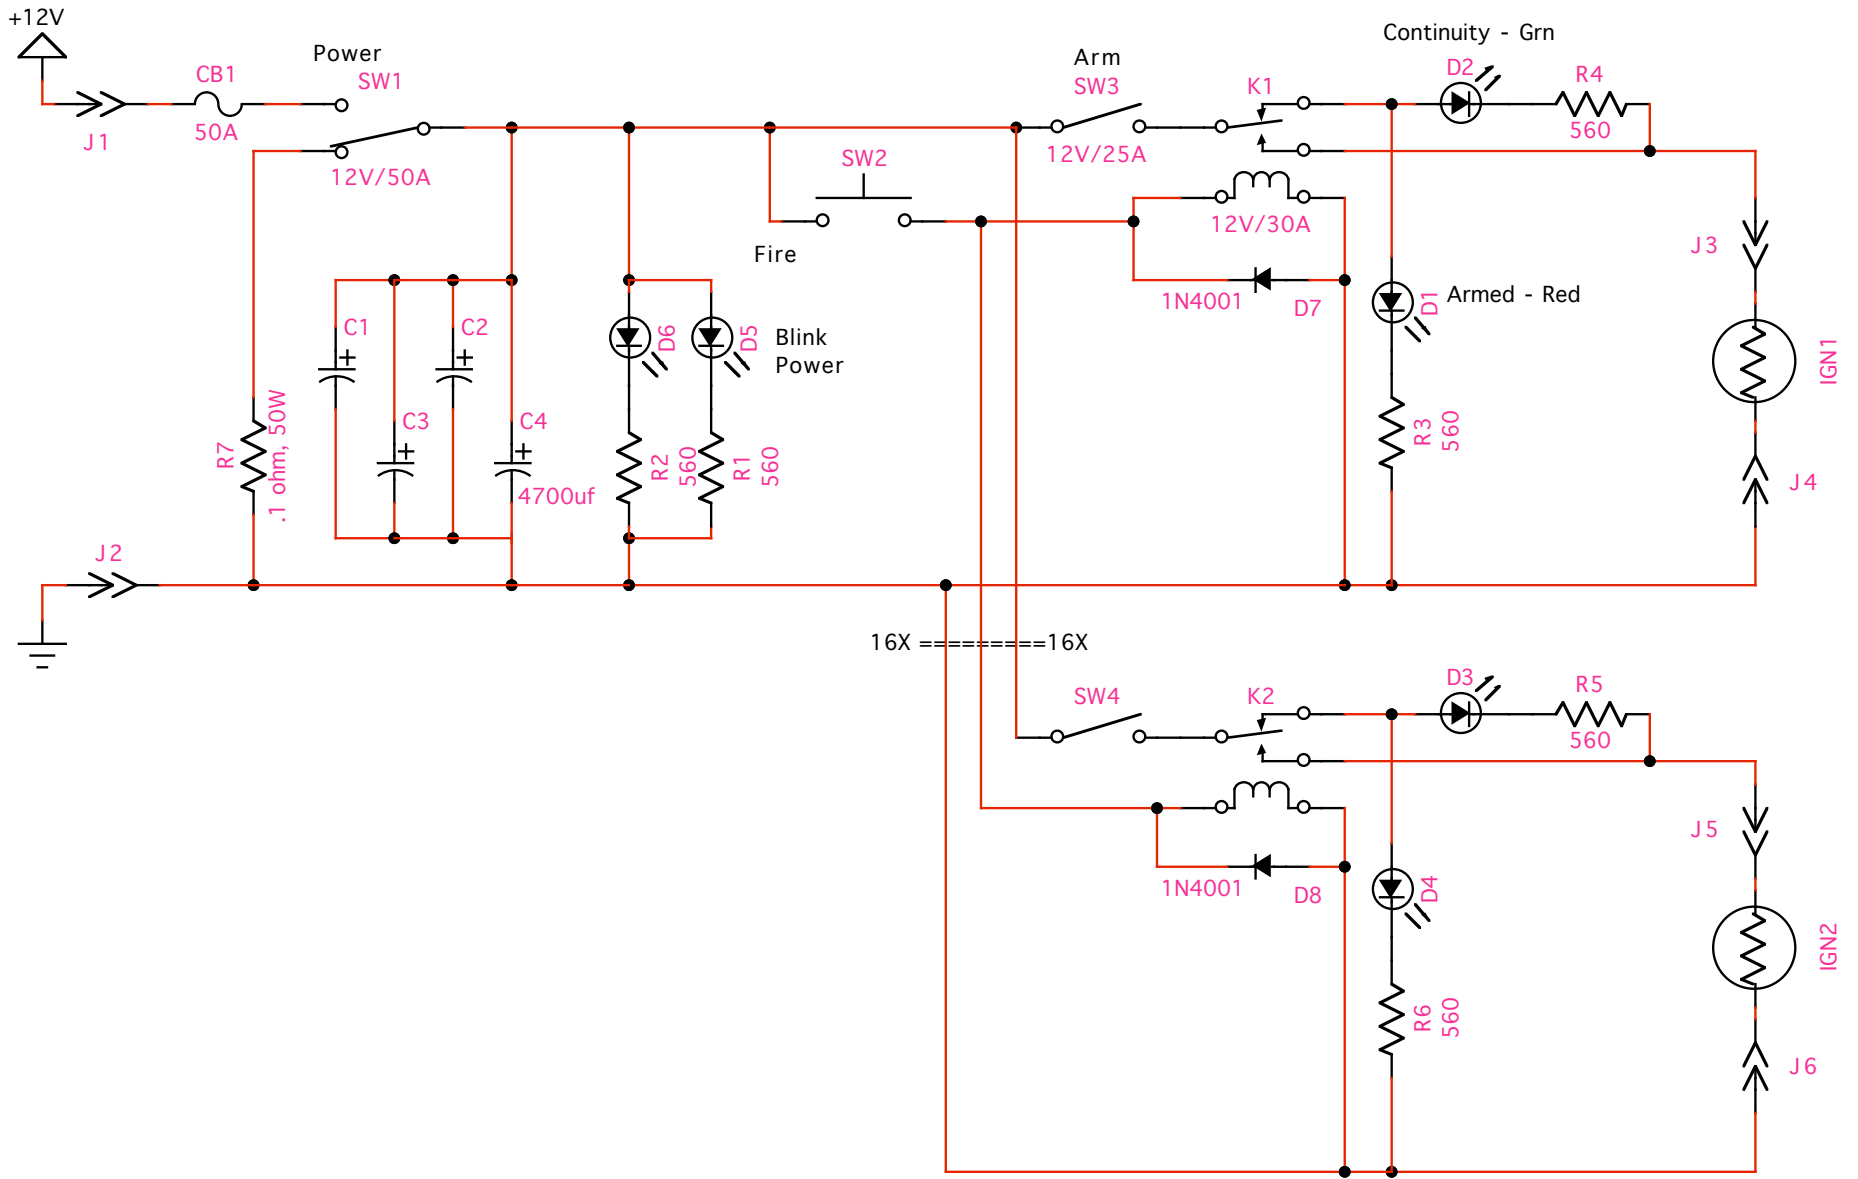 +12V
Power
SW1
CB1
50A
J1
12V/50A
Arm
SW3
12V/25A
K1
Continuity - Grn
D2
R4
560
SW2
Fire
12V/30A
1N4001
D7
D1
Armed - Red
J3
IGN1
J4
R3
560
C1
C2
C3
C4
4700uf
D6
D5
Blink
Power
R2
560
R1
560
R7
.1 ohm, 50W
J2
16X =========16X
SW4
K2
D3
R5
560
1N4001
D8
D4
J5
IGN2
J6
R6
560